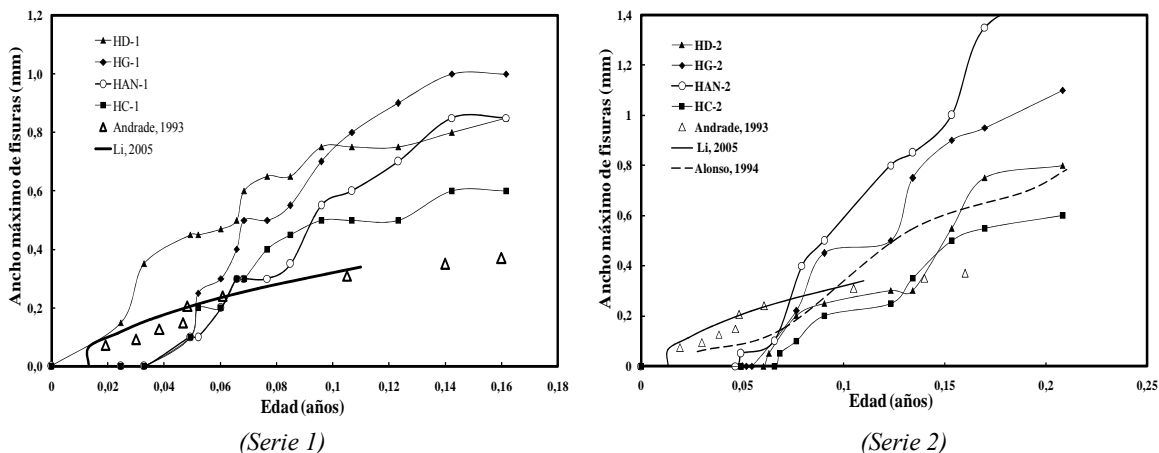 1,2
1,0
0,8
0,6
0,4
0,2
0,0
Ancho máximo de fisuras (mm)
HD-1
HG-1
HAN-1
HC-1
Andrade, 1993
Li, 2005
0 0,02 0,04 0,06 0,08 0,1 0,12 0,14 0,16 0,18
Edad (años)
(Serie 1)
1,4
1,2
1,0
0,8
0,6
0,4
0,2
0,0
Ancho máximo de fisuras (mm)
HD-2
HG-2
HAN-2
HC-2
Andrade, 1993
Li, 2005
Alonso, 1994
0 0,05 0,1 0,15 0,2 0,25
Edad (años)
(Serie 2)